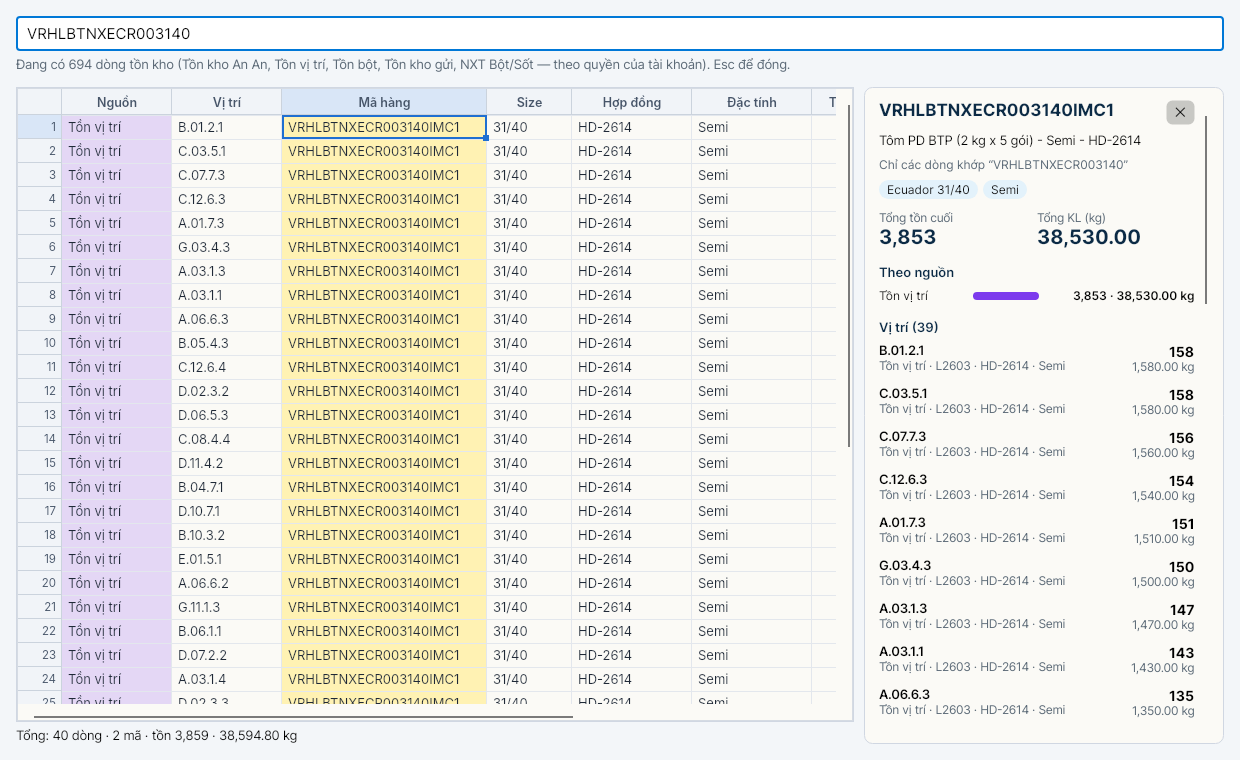 VRHLBTNXECR003140
Đang có 694 dòng tồn kho (Tồn kho An An, Tồn vị trí, Tồn bột, Tồn kho gửi, NXT Bột/Sốt — theo quyền của tài khoản). Esc để đóng.
Nguồn Vị trí Mã hàng Size Hợp đồng Đặc tính T
1 Tồn vị trí B.01.2.1 VRHLBTNXECR003140IMC1 31/40 HD-2614 Semi
2 Tồn vị trí C.03.5.1 VRHLBTNXECR003140IMC1 31/40 HD-2614 Semi
3 Tồn vị trí C.07.7.3 VRHLBTNXECR003140IMC1 31/40 HD-2614 Semi
4 Tồn vị trí C.12.6.3 VRHLBTNXECR003140IMC1 31/40 HD-2614 Semi
5 Tồn vị trí A.01.7.3 VRHLBTNXECR003140IMC1 31/40 HD-2614 Semi
6 Tồn vị trí G.03.4.3 VRHLBTNXECR003140IMC1 31/40 HD-2614 Semi
7 Tồn vị trí A.03.1.3 VRHLBTNXECR003140IMC1 31/40 HD-2614 Semi
8 Tồn vị trí A.03.1.1 VRHLBTNXECR003140IMC1 31/40 HD-2614 Semi
9 Tồn vị trí A.06.6.3 VRHLBTNXECR003140IMC1 31/40 HD-2614 Semi
10 Tồn vị trí B.05.4.3 VRHLBTNXECR003140IMC1 31/40 HD-2614 Semi
11 Tồn vị trí C.12.6.4 VRHLBTNXECR003140IMC1 31/40 HD-2614 Semi
12 Tồn vị trí D.02.3.2 VRHLBTNXECR003140IMC1 31/40 HD-2614 Semi
13 Tồn vị trí D.06.5.3 VRHLBTNXECR003140IMC1 31/40 HD-2614 Semi
14 Tồn vị trí C.08.4.4 VRHLBTNXECR003140IMC1 31/40 HD-2614 Semi
15 Tồn vị trí D.11.4.2 VRHLBTNXECR003140IMC1 31/40 HD-2614 Semi
16 Tồn vị trí B.04.7.1 VRHLBTNXECR003140IMC1 31/40 HD-2614 Semi
17 Tồn vị trí D.10.7.1 VRHLBTNXECR003140IMC1 31/40 HD-2614 Semi
18 Tồn vị trí B.10.3.2 VRHLBTNXECR003140IMC1 31/40 HD-2614 Semi
19 Tồn vị trí E.01.5.1 VRHLBTNXECR003140IMC1 31/40 HD-2614 Semi
20 Tồn vị trí A.06.6.2 VRHLBTNXECR003140IMC1 31/40 HD-2614 Semi
21 Tồn vị trí G.11.1.3 VRHLBTNXECR003140IMC1 31/40 HD-2614 Semi
22 Tồn vị trí B.06.1.1 VRHLBTNXECR003140IMC1 31/40 HD-2614 Semi
23 Tồn vị trí D.07.2.2 VRHLBTNXECR003140IMC1 31/40 HD-2614 Semi
24 Tồn vị trí A.03.1.4 VRHLBTNXECR003140IMC1 31/40 HD-2614 Semi
25 Tồn vị trí D.02.3.3 VRHLBTNXECR003140IMC1 31/40 HD-2614 Semi
Tổng: 40 dòng · 2 mã · tồn 3,859 · 38,594.80 kg
VRHLBTNXECR003140IMC1
Tôm PD BTP (2 kg x 5 gói) - Semi - HD-2614
Chỉ các dòng khớp “VRHLBTNXECR003140”
Ecuador 31/40 Semi
Tổng tồn cuối Tổng KL (kg)
3,853 38,530.00
Theo nguồn
Tồn vị trí 3,853 · 38,530.00 kg
Vị trí (39)
B.01.2.1 158
Tồn vị trí · L2603 · HD-2614 · Semi 1,580.00 kg
C.03.5.1 158
Tồn vị trí · L2603 · HD-2614 · Semi 1,580.00 kg
C.07.7.3 156
Tồn vị trí · L2603 · HD-2614 · Semi 1,560.00 kg
C.12.6.3 154
Tồn vị trí · L2603 · HD-2614 · Semi 1,540.00 kg
A.01.7.3 151
Tồn vị trí · L2603 · HD-2614 · Semi 1,510.00 kg
G.03.4.3 150
Tồn vị trí · L2603 · HD-2614 · Semi 1,500.00 kg
A.03.1.3 147
Tồn vị trí · L2603 · HD-2614 · Semi 1,470.00 kg
A.03.1.1 143
Tồn vị trí · L2603 · HD-2614 · Semi 1,430.00 kg
A.06.6.3 135
Tồn vị trí · L2603 · HD-2614 · Semi 1,350.00 kg